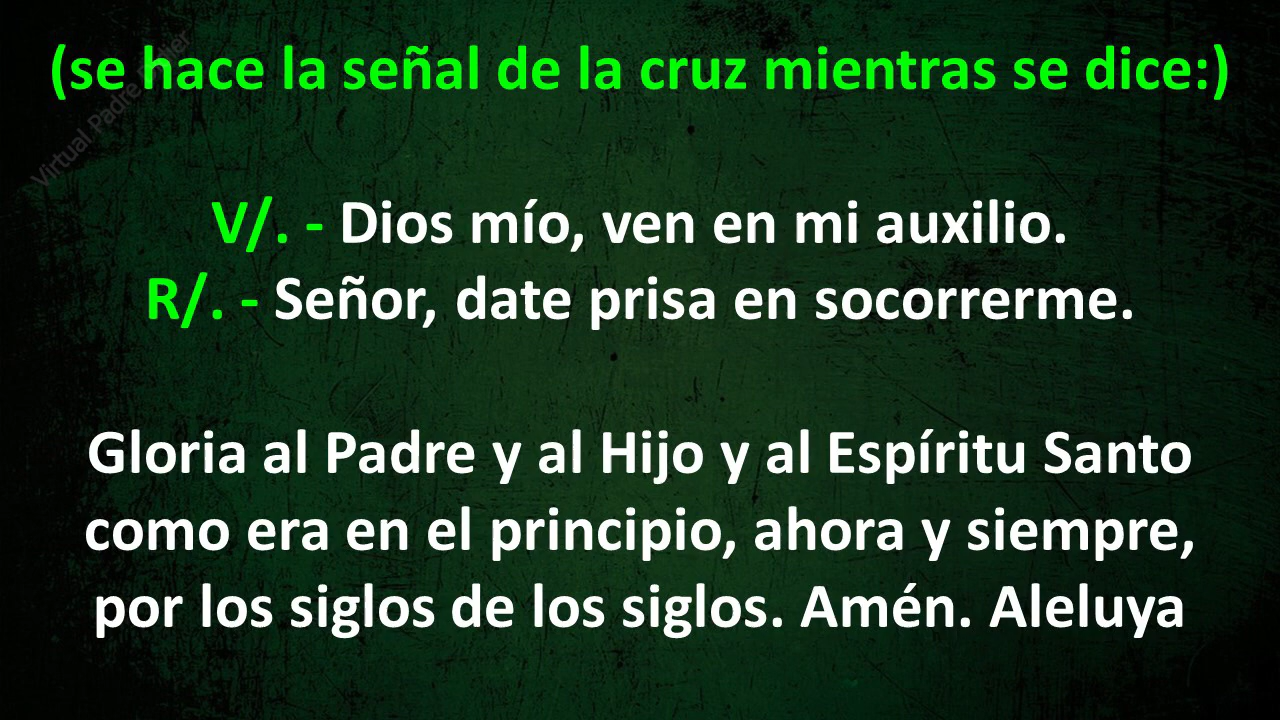 (se hace la señal de la cruz mientras se dice:)
V/. - Dios mío, ven en mi auxilio.
R/. - Señor, date prisa en socorrerme.
Gloria al Padre y al Hijo y al Espíritu Santo
como era en el principio, ahora y siempre,
por los siglos de los siglos. Amén. Aleluya
Virtual Padre